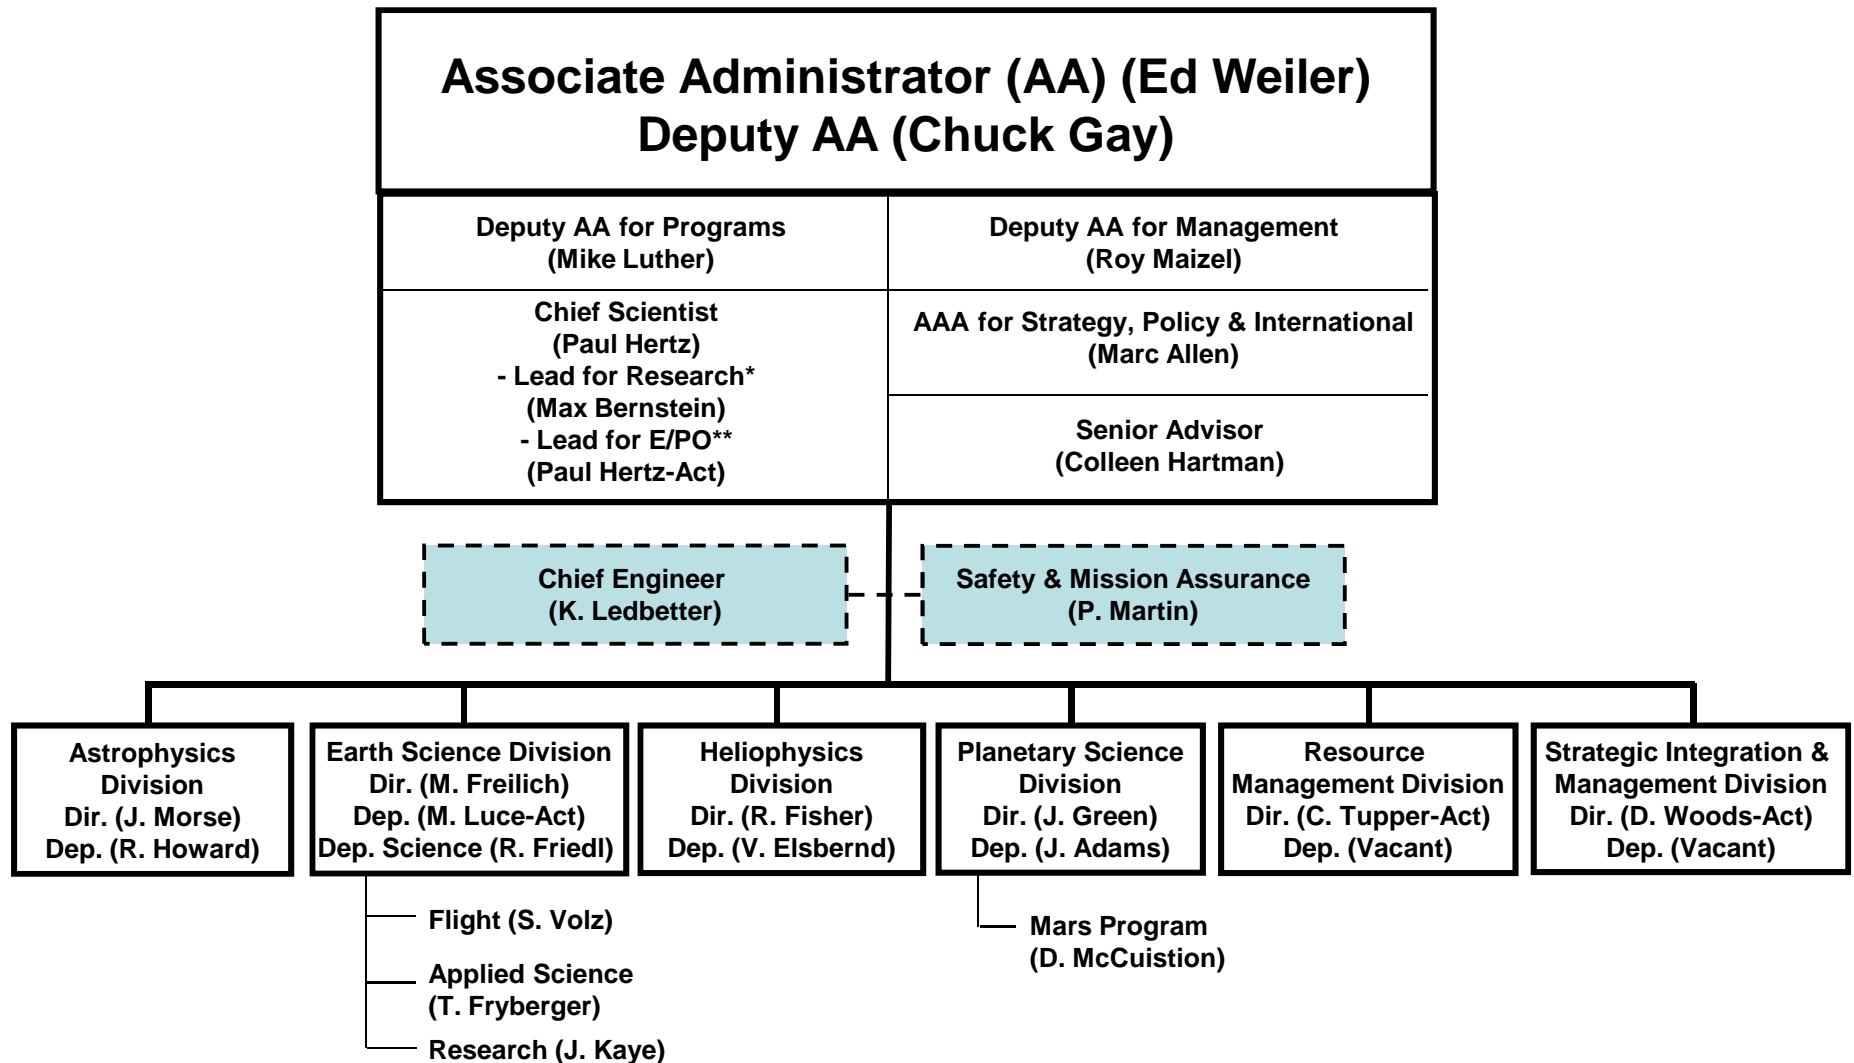 Associate Administrator (AA) (Ed Weiler)
Deputy AA (Chuck Gay)
Deputy AA for Programs
(Mike Luther)
Deputy AA for Management
(Roy Maizel)
Chief Scientist
(Paul Hertz)
- Lead for Research*
(Max Bernstein)
- Lead for E/PO**
(Paul Hertz-Act)
AAA for Strategy, Policy & International
(Marc Allen)
Senior Advisor
(Colleen Hartman)
Chief Engineer
(K. Ledbetter)
Safety & Mission Assurance
(P. Martin)
Astrophysics
Division
Dir. (J. Morse)
Dep. (R. Howard)
Earth Science Division
Dir. (M. Freilich)
Dep. (M. Luce-Act)
Dep. Science (R. Friedl)
Flight (S. Volz)
Applied Science
(T. Fryberger)
Research (J. Kaye)
Heliophysics
Division
Dir. (R. Fisher)
Dep. (V. Elsbernd)
Planetary Science
Division
Dir. (J. Green)
Dep. (J. Adams)
Mars Program
(D. McCuistion)
Resource
Management Division
Dir. (C. Tupper-Act)
Dep. (Vacant)
Strategic Integration &
Management Division
Dir. (D. Woods-Act)
Dep. (Vacant)